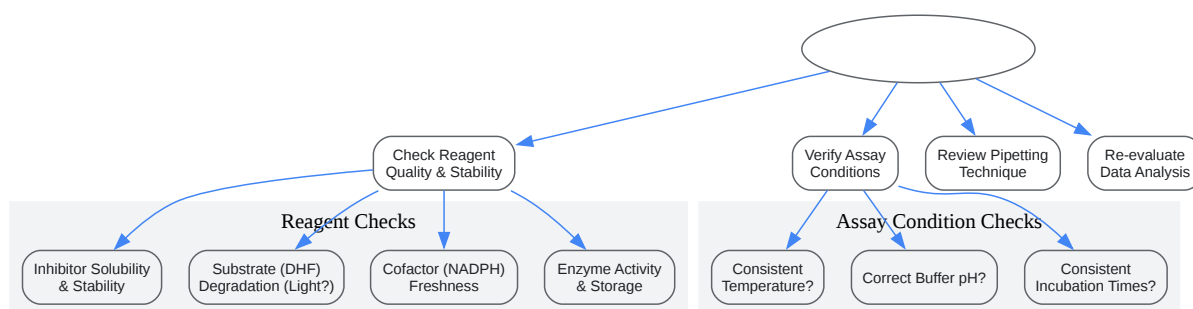 Check Reagent
Quality & Stability
Verify Assay
Conditions
Review Pipetting
Technique
Re-evaluate
Data Analysis
Reagent Checks
Assay Condition Checks
Inhibitor Solubility
& Stability
Substrate (DHF)
Degradation (Light?)
Cofactor (NADPH)
Freshness
Enzyme Activity
& Storage
Consistent
Temperature?
Correct Buffer pH?
Consistent
Incubation Times?